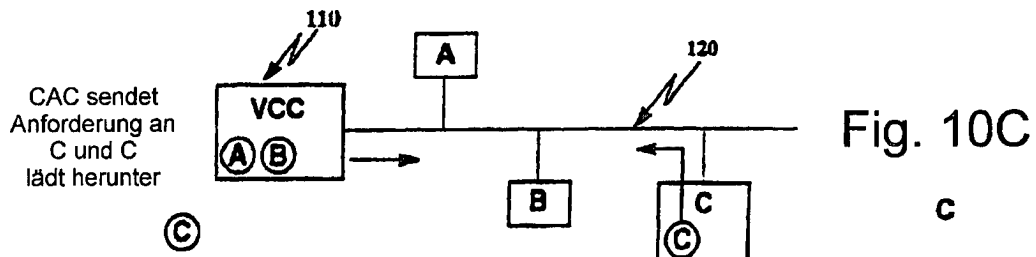 110
A
120
CAC sendet
Anforderung an
C und C
lädt herunter
VCC
A B
Fig. 10C
B
C
C
C
C